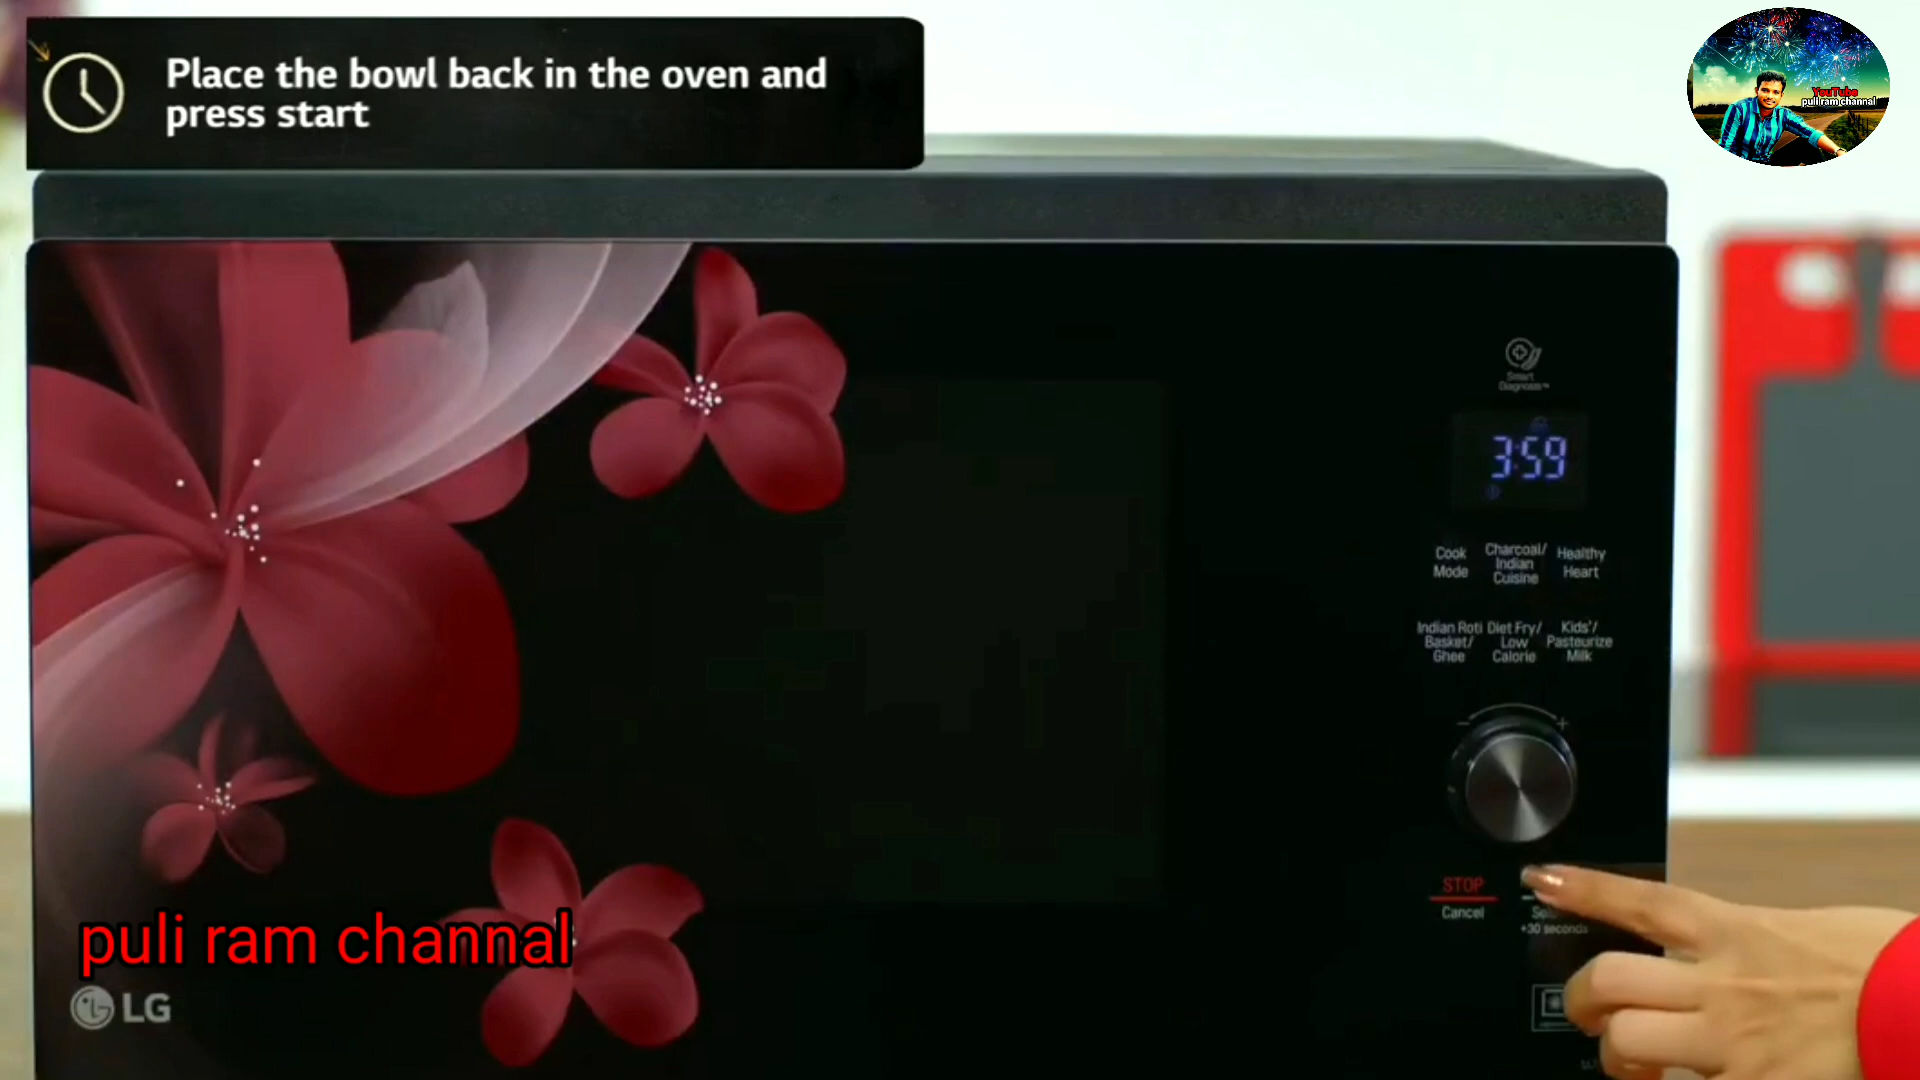 Place the bowl back in the oven and
press start
YouTube
puli ram channal
Smart
Diagnosis™
3:59
Cook
Mode
Charcoal/
Indian
Cuisine
Healthy
Heart
Indian Roti
Basket/
Ghee
Diet Fry/
Low
Calorie
Kids'/
Pasteurize
Milk
STOP
Cancel
+30 seconds
puli ram channal
LG